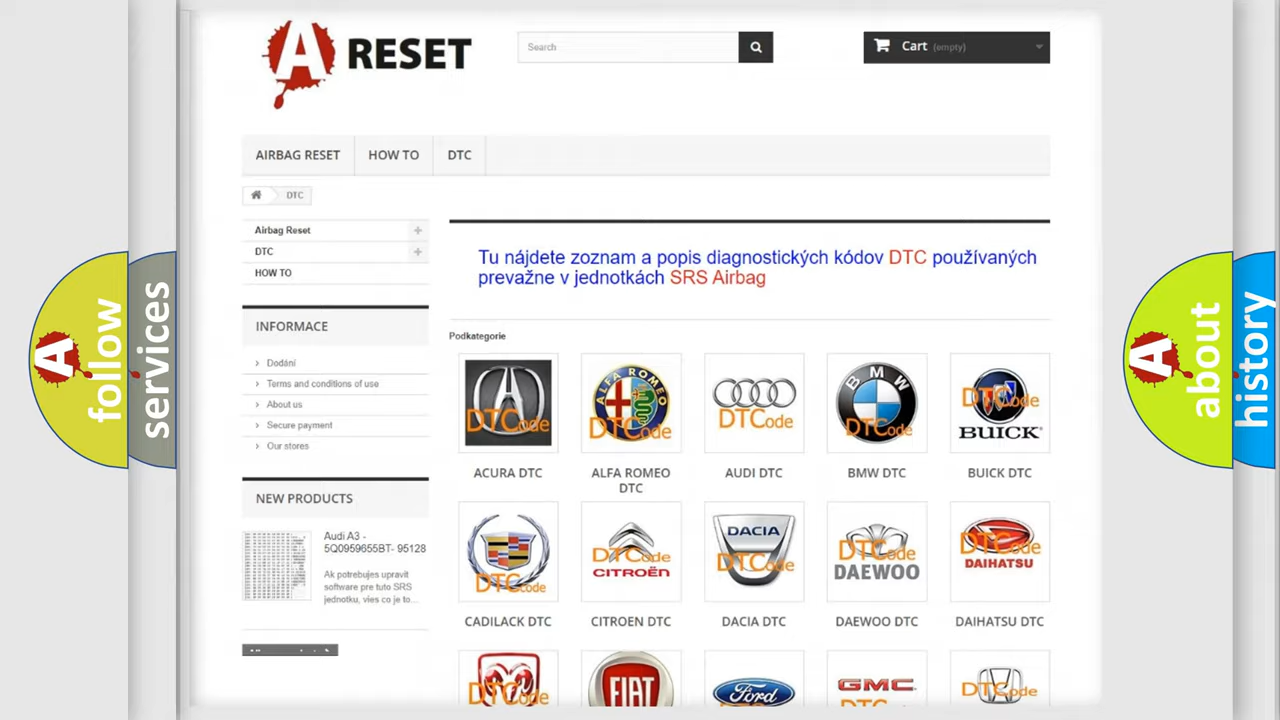 A RESET
Search
Cart (empty)
AIRBAG RESET
HOW TO
DTC
DTC
Airbag Reset
DTC
HOW TO
Tu nájdete zoznam a popis diagnostických kódov DTC používaných
prevažne v jednotkách SRS Airbag
INFORMACE
Dodání
Terms and conditions of use
About us
Secure payment
Our stores
NEW PRODUCTS
Audi A3 -
5Q0959655BT- 95128
Ak potrebujes upravit
software pre tuto SRS
jednotku, vies co je to...
Podkategorie
DTCode
ALFA ROMEO
DTCode
DTCode
BMW
DTCode
DTCode
BUICK
ACURA DTC
ALFA ROMEO
DTC
AUDI DTC
BMW DTC
BUICK DTC
DTCode
DTCode
CITROËN
DACIA
DTCode
DTCode
DAEWOO
DTCode
DAIHATSU
CADILACK DTC
CITROEN DTC
DACIA DTC
DAEWOO DTC
DAIHATSU DTC
DTCode
FIAT
Ford
GMC
DTCode
A follow
services
A about
history